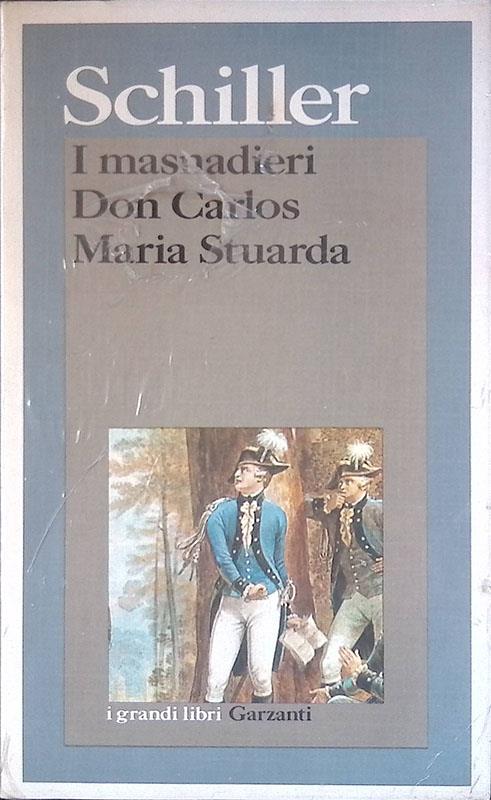 Schiller
I masnadieri
Don Carlos
Maria Stuarda
i grandi libri Garzanti